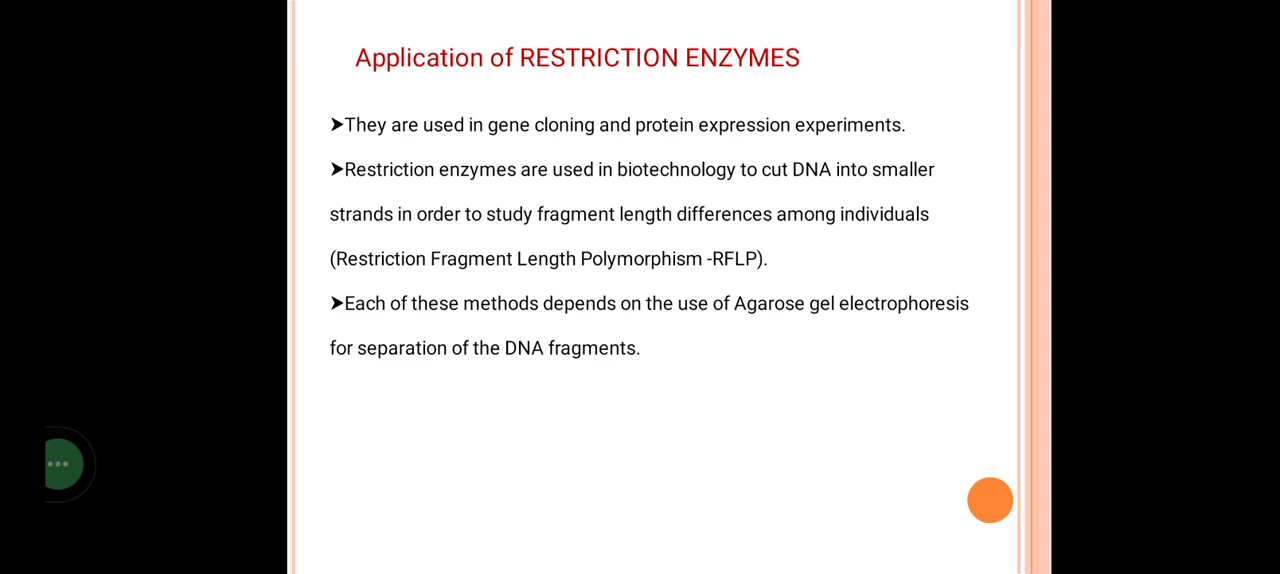 Application of RESTRICTION ENZYMES
➤They are used in gene cloning and protein expression experiments.
➤Restriction enzymes are used in biotechnology to cut DNA into smaller
strands in order to study fragment length differences among individuals
(Restriction Fragment Length Polymorphism -RFLP).
➤Each of these methods depends on the use of Agarose gel electrophoresis
for separation of the DNA fragments.